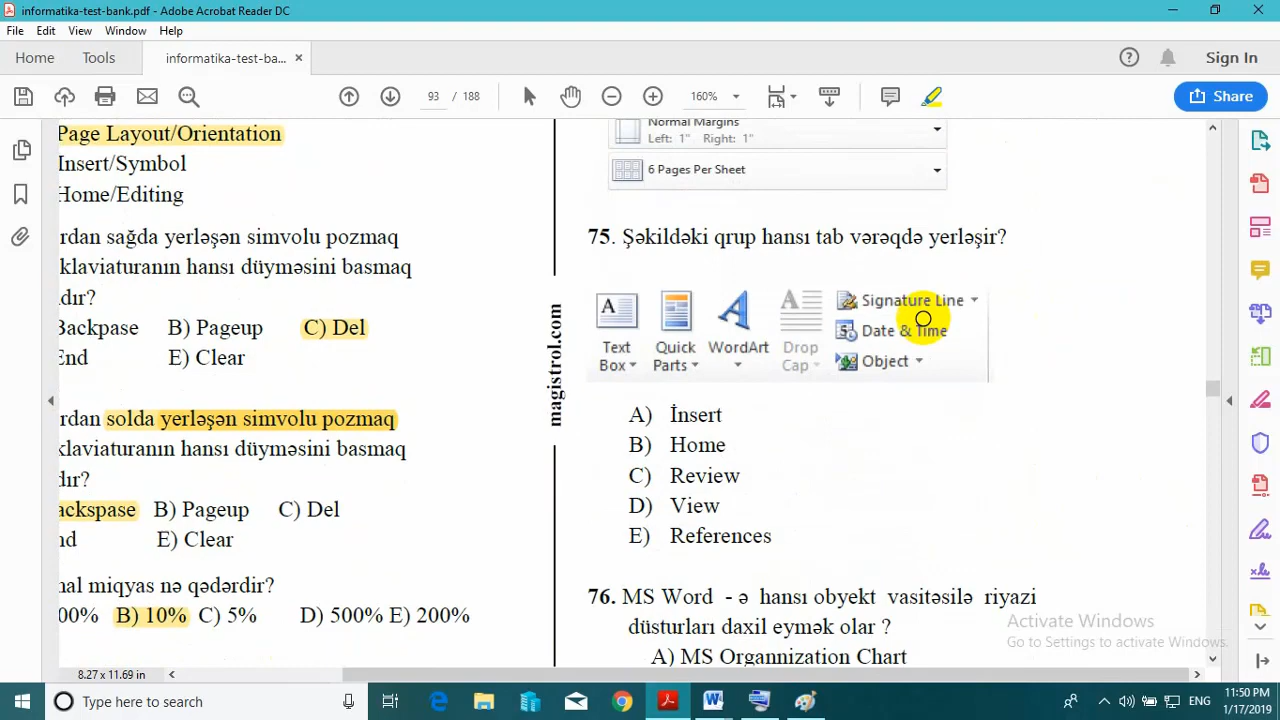 informatika-test-bank.pdf - Adobe Acrobat Reader DC
File Edit View Window Help
Home Tools informatika-test-ba... × Sign In
93 / 188 160% Share
Page Layout/Orientation
Insert/Symbol
Home/Editing
rdan sağda yerləşən simvolu pozmaq
klaviaturanın hansı düyməsini basmaq
dır?
Backpase B) Pageup C) Del
End E) Clear
rdan solda yerləşən simvolu pozmaq
klaviaturanın hansı düyməsini basmaq
dır?
ackspase B) Pageup C) Del
nd E) Clear
nal miqyas nə qədərdir?
00% B) 10% C) 5% D) 500% E) 200%
magistrol.com
Normal Margins
Left: 1" Right: 1"
6 Pages Per Sheet
75. Şəkildəki qrup hansı tab vərəqdə yerləşir?
Text Box
Quick Parts
WordArt
Drop Cap
Signature Line
Date & Time
Object
A) İnsert
B) Home
C) Review
D) View
E) References
76. MS Word - ə hansı obyekt vasitəsilə riyazi
düsturları daxil eymək olar ?
A) MS Organnization Chart
Activate Windows
Go to Settings to activate Windows.
8.27 x 11.69 in
Type here to search
ENG
11:50 PM
1/17/2019